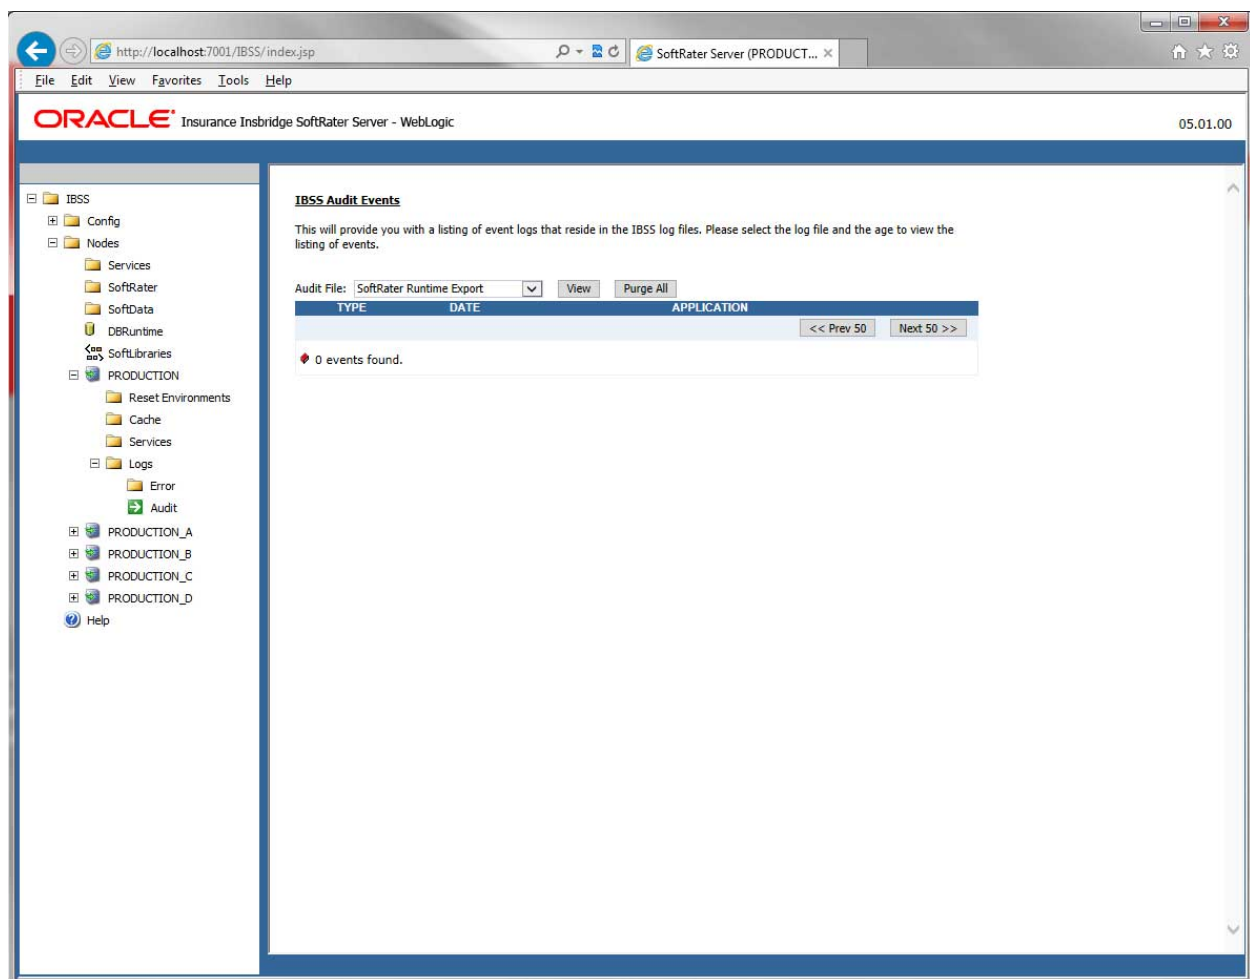 http://localhost:7001/IBSS/index.jsp
SoftRater Server (PRODUCT...
File Edit View Favorites Tools Help
ORACLE Insurance Insbridge SoftRater Server - WebLogic
05.01.00
IBSS
Config
Nodes
Services
SoftRater
SoftData
DBRuntime
SoftLibraries
PRODUCTION
Reset Environments
Cache
Services
Logs
Error
Audit
PRODUCTION_A
PRODUCTION_B
PRODUCTION_C
PRODUCTION_D
Help
IBSS Audit Events
This will provide you with a listing of event logs that reside in the IBSS log files. Please select the log file and the age to view the
listing of events.
Audit File: SoftRater Runtime Export View Purge All
TYPE DATE APPLICATION
<< Prev 50 Next 50 >>
0 events found.